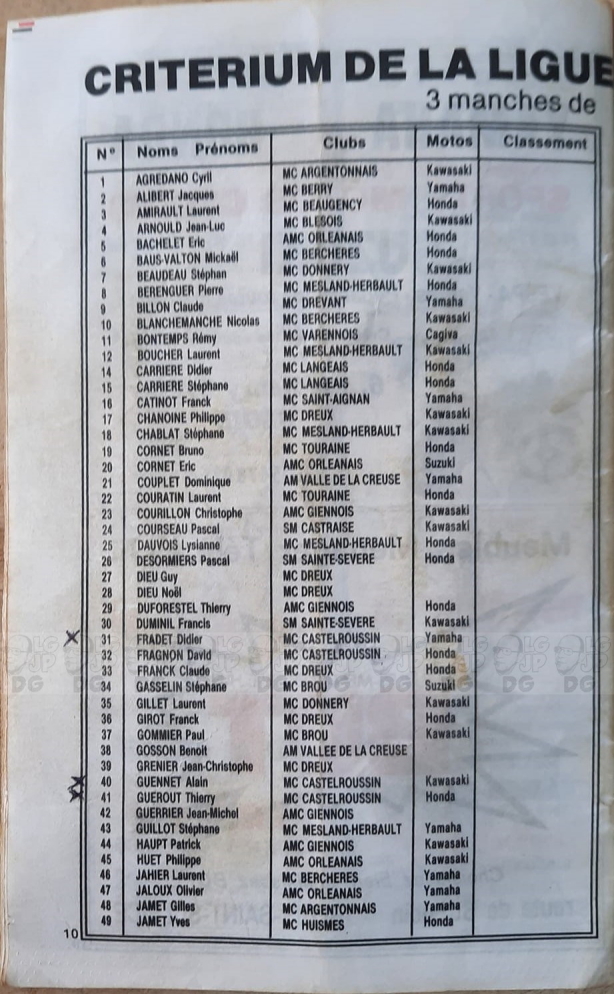 CRITERIUM DE LA LIGUE
3 manches de
N° Noms Prénoms Clubs Motos Classement
1 AGREDANO Cyril MC ARGENTONNAIS Kawasaki
2 ALIBERT Jacques MC BERRY Yamaha
3 AMIRAULT Laurent MC BEAUGENCY Honda
4 ARNOULD Jean-Luc MC BLESOIS Kawasaki
5 BACHELET Eric AMC ORLEANAIS Honda
6 BAUS-VALTON Mickaël MC BERCHERES Honda
7 BEAUDEAU Stéphan MC DONNERY Kawasaki
8 BERENGUER Pierre MC MESLAND-HERBAULT Honda
9 BILLON Claude MC DREVANT Yamaha
10 BLANCHEMANCHE Nicolas MC BERCHERES Kawasaki
11 BONTEMPS Rémy MC VARENNOIS Cagiva
12 BOUCHER Laurent MC MESLAND-HERBAULT Kawasaki
14 CARRIERE Didier MC LANGEAIS Honda
15 CARRIERE Stéphane MC LANGEAIS Honda
16 CATINOT Franck MC SAINT-AIGNAN Yamaha
17 CHANOINE Philippe MC DREUX Kawasaki
18 CHABLAT Stéphane MC MESLAND-HERBAULT Kawasaki
19 CORNET Bruno MC TOURAINE Honda
20 CORNET Eric AMC ORLEANAIS Suzuki
21 COUPLET Dominique AM VALLE DE LA CREUSE Yamaha
22 COURATIN Laurent MC TOURAINE Honda
23 COURILLON Christophe AMC GIENNOIS Kawasaki
24 COURSEAU Pascal SM CASTRAISE Kawasaki
25 DAUVOIS Lysianne MC MESLAND-HERBAULT Honda
26 DESORMIERS Pascal SM SAINTE-SEVERE Honda
27 DIEU Guy MC DREUX
28 DIEU Noël MC DREUX
29 DUFORESTEL Thierry AMC GIENNOIS Honda
30 DUMINIL Francis SM SAINTE-SEVERE Kawasaki
31 FRADET Didier MC CASTELROUSSIN Yamaha
32 FRAGNON David MC CASTELROUSSIN Honda
33 FRANCK Claude MC DREUX Honda
34 GASSELIN Stéphane MC BROU Suzuki
35 GILLET Laurent MC DONNERY Kawasaki
36 GIROT Franck MC DREUX Honda
37 GOMMIER Paul MC BROU Kawasaki
38 GOSSON Benoit AM VALLEE DE LA CREUSE
39 GRENIER Jean-Christophe MC DREUX
40 GUENNET Alain MC CASTELROUSSIN Kawasaki
41 GUEROUT Thierry MC CASTELROUSSIN Honda
42 GUERRIER Jean-Michel AMC GIENNOIS
43 GUILLOT Stéphane MC MESLAND-HERBAULT Yamaha
44 HAUPT Patrick AMC GIENNOIS Kawasaki
45 HUET Philippe AMC ORLEANAIS Kawasaki
46 JAHIER Laurent MC BERCHERES Yamaha
47 JALOUX Olivier AMC ORLEANAIS Yamaha
48 JAMET Gilles MC ARGENTONNAIS Yamaha
49 JAMET Yves MC HUISMES Honda
10